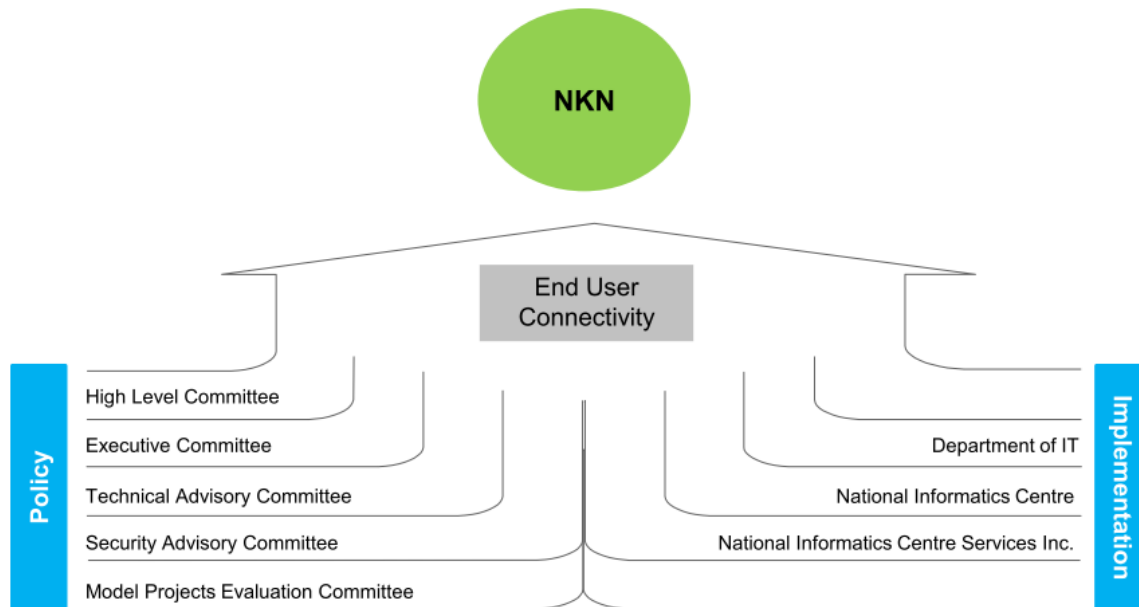 NKN
End User
Connectivity
Policy
High Level Committee
Executive Committee
Technical Advisory Committee
Security Advisory Committee
Model Projects Evaluation Committee
Department of IT
National Informatics Centre
National Informatics Centre Services Inc.
Implementation